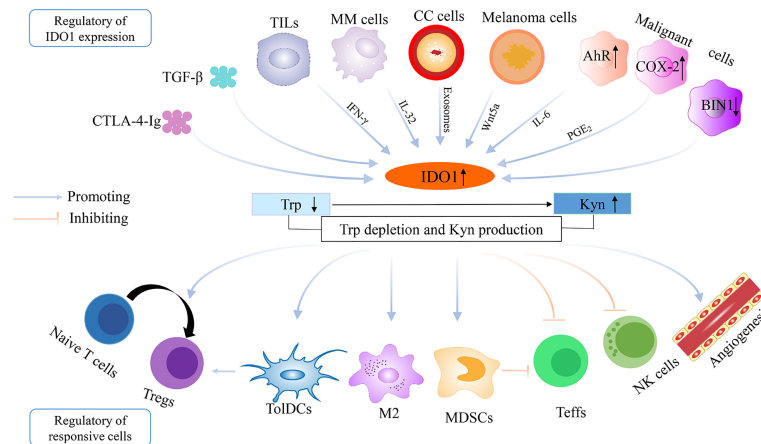 Regulatory of
IDO1 expression
TILs
MM cells
CC cells
Melanoma cells
Malignant cells
AhR
COX-2
BIN1
TGF-β
CTLA-4-Ig
IFN-γ
IL-32
Exosomes
Wnt5a
IL-6
PGE₂
IDO1
Promoting
Inhibiting
Trp
Kyn
Trp depletion and Kyn production
Naive T cells
Tregs
TolDCs
M2
MDSCs
Teffs
NK cells
Angiogenes
Regulatory of
responsive cells